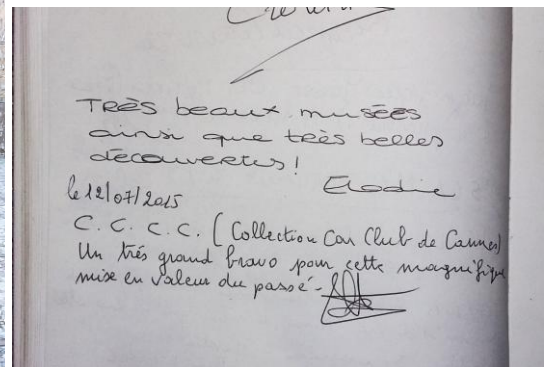 TRÈS beaux musées
ainsi que très belles
découvertes!
Elodie
le 12/07/2015
C. C. C. C. (Collection Car Club de Cannes)
Un très grand bravo pour cette magnifique
mise en valeur du passé-